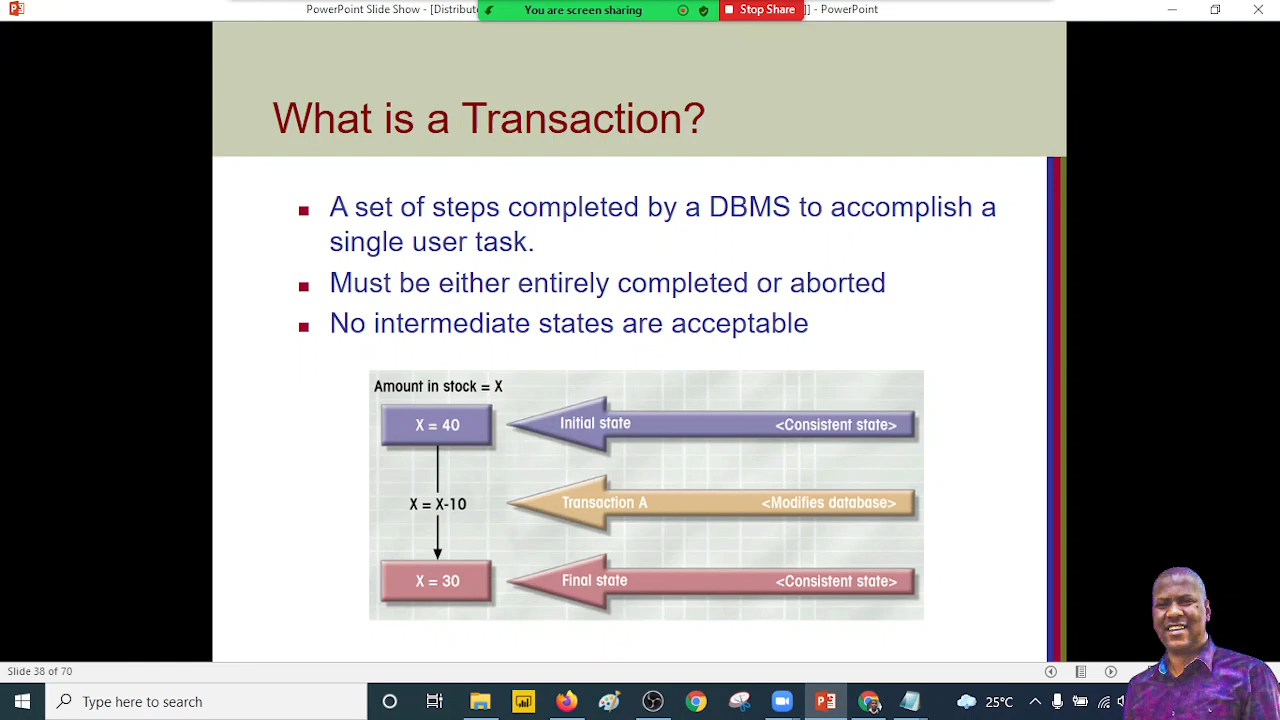 PowerPoint Slide Show - [Distribut
You are screen sharing
Stop Share
]] - PowerPoint
What is a Transaction?
A set of steps completed by a DBMS to accomplish a
single user task.
Must be either entirely completed or aborted
No intermediate states are acceptable
Amount in stock = X
X = 40
Initial state
<Consistent state>
X = X-10
Transaction A
<Modifies database>
X = 30
Final state
<Consistent state>
Slide 38 of 70
Type here to search
25°C